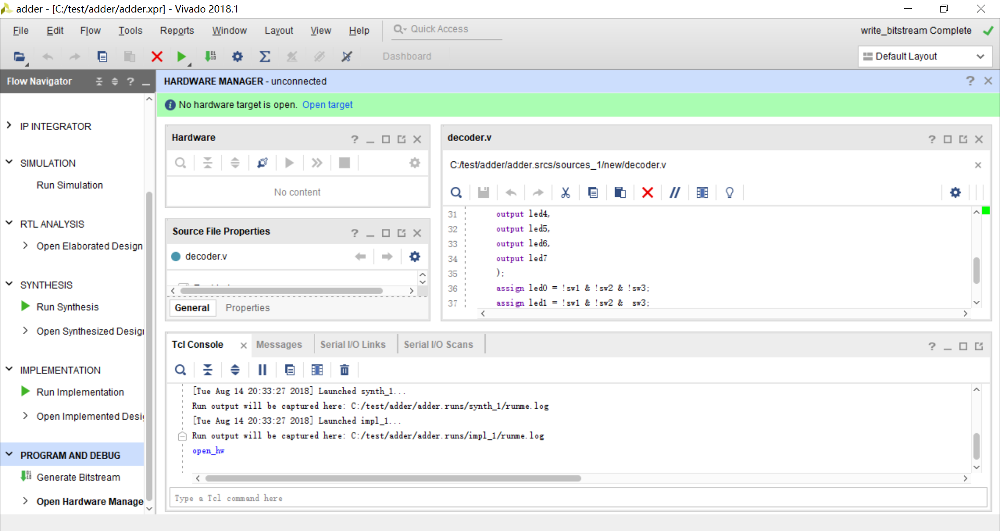 adder - [C:/test/adder/adder.xpr] - Vivado 2018.1
File Edit Flow Tools Reports Window Layout View Help Quick Access write_bitstream Complete
Dashboard Default Layout
Flow Navigator
IP INTEGRATOR
SIMULATION
Run Simulation
RTL ANALYSIS
Open Elaborated Design
SYNTHESIS
Run Synthesis
Open Synthesized Desig
IMPLEMENTATION
Run Implementation
Open Implemented Desi
PROGRAM AND DEBUG
Generate Bitstream
Open Hardware Manage
HARDWARE MANAGER - unconnected
No hardware target is open. Open target
Hardware
No content
Source File Properties
decoder.v
General Properties
decoder.v
C:/test/adder/adder.srcs/sources_1/new/decoder.v
31 output led4,
32 output led5,
33 output led6,
34 output led7
35 );
36 assign led0 = !sw1 & !sw2 & !sw3;
37 assign led1 = !sw1 & !sw2 & sw3;
Tcl Console Messages Serial I/O Links Serial I/O Scans
[Tue Aug 14 20:33:27 2018] Launched synth_1...
Run output will be captured here: C:/test/adder/adder.runs/synth_1/runme.log
[Tue Aug 14 20:33:27 2018] Launched impl_1...
Run output will be captured here: C:/test/adder/adder.runs/impl_1/runme.log
open_hw
Type a Tcl command here